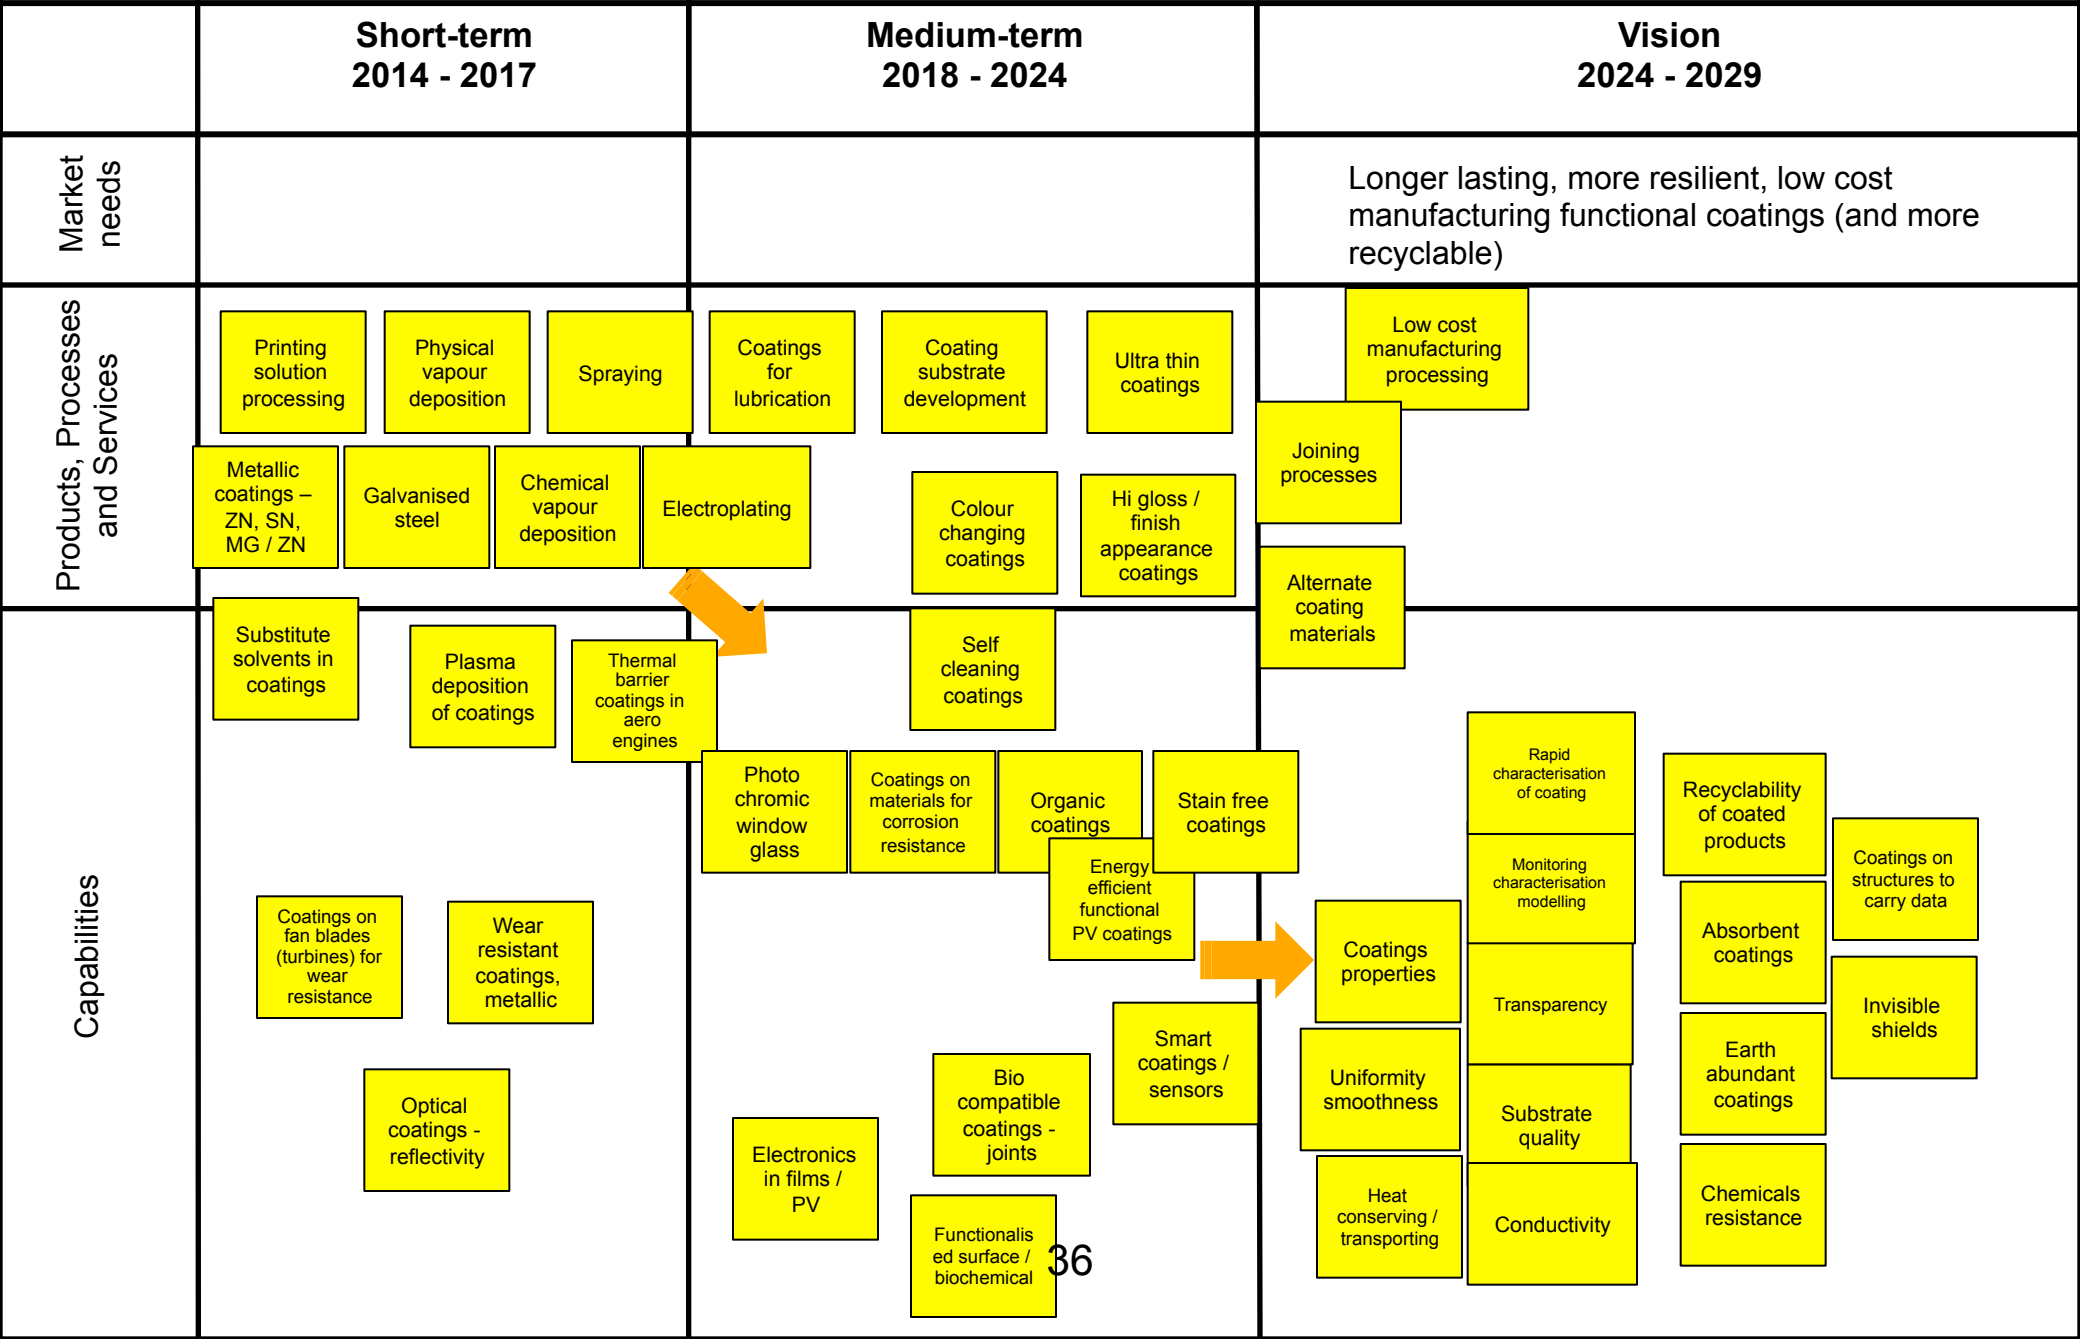 Short-term
2014 - 2017
Medium-term
2018 - 2024
Vision
2024 - 2029
Market
needs
Longer lasting, more resilient, low cost
manufacturing functional coatings (and more
recyclable)
Products, Processes
and Services
Printing
solution
processing
Physical
vapour
deposition
Spraying
Coatings
for
lubrication
Coating
substrate
development
Ultra thin
coatings
Low cost
manufacturing
processing
Joining
processes
Metallic
coatings –
ZN, SN,
MG / ZN
Galvanised
steel
Chemical
vapour
deposition
Electroplating
Colour
changing
coatings
Hi gloss /
finish
appearance
coatings
Alternate
coating
materials
Capabilities
Substitute
solvents in
coatings
Plasma
deposition
of coatings
Thermal
barrier
coatings in
aero
engines
Self
cleaning
coatings
Photo
chromic
window
glass
Coatings on
materials for
corrosion
resistance
Organic
coatings
Stain free
coatings
Energy
efficient
functional
PV coatings
Rapid
characterisation
of coating
Recyclability
of coated
products
Monitoring
characterisation
modelling
Coatings on
structures to
carry data
Coatings on
fan blades
(turbines) for
wear
resistance
Wear
resistant
coatings,
metallic
Coatings
properties
Absorbent
coatings
Transparency
Invisible
shields
Smart
coatings /
sensors
Uniformity
smoothness
Earth
abundant
coatings
Optical
coatings -
reflectivity
Bio
compatible
coatings -
joints
Substrate
quality
Electronics
in films /
PV
Heat
conserving /
transporting
Conductivity
Chemicals
resistance
Functionalis
ed surface /
biochemical
36